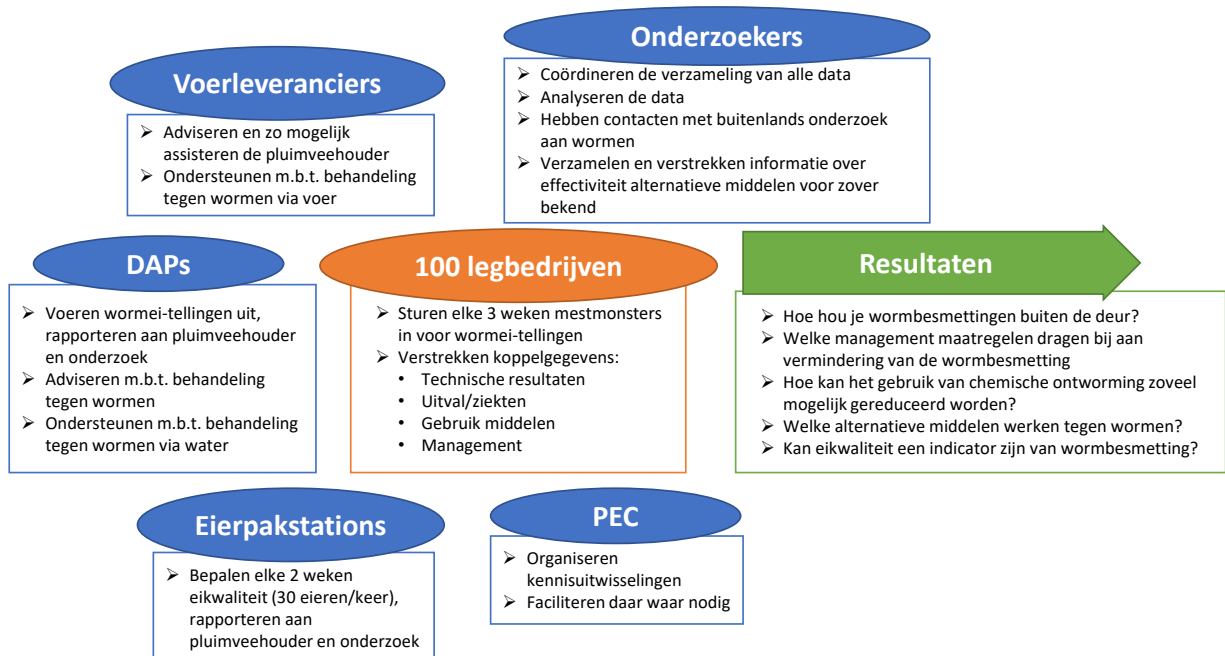 Voerleveranciers
➢ Adviseren en zo mogelijk
assisteren de pluimveehouder
➢ Ondersteunen m.b.t. behandeling
tegen wormen via voer
Onderzoekers
➢ Coördineren de verzameling van alle data
➢ Analyseren de data
➢ Hebben contacten met buitenlands onderzoek
aan wormen
➢ Verzamelen en verstrekken informatie over
effectiviteit alternatieve middelen voor zover
bekend
DAPs
➢ Voeren wormei-tellingen uit,
rapporteren aan pluimveehouder
en onderzoek
➢ Adviseren m.b.t. behandeling
tegen wormen
➢ Ondersteunen m.b.t. behandeling
tegen wormen via water
100 legbedrijven
➢ Sturen elke 3 weken mestmonsters
in voor wormei-tellingen
➢ Verstrekken koppelgegevens:
• Technische resultaten
• Uitval/ziekten
• Gebruik middelen
• Management
Resultaten
➢ Hoe hou je wormbesmettingen buiten de deur?
➢ Welke management maatregelen dragen bij aan
vermindering van de wormbesmetting
➢ Hoe kan het gebruik van chemische ontworming zoveel
mogelijk gereduceerd worden?
➢ Welke alternatieve middelen werken tegen wormen?
➢ Kan eikwaliteit een indicator zijn van wormbesmetting?
Eierpakstations
➢ Bepalen elke 2 weken
eikwaliteit (30 eieren/keer),
rapporteren aan
pluimveehouder en onderzoek
PEC
➢ Organiseren
kennisuitwisselingen
➢ Faciliteren daar waar nodig